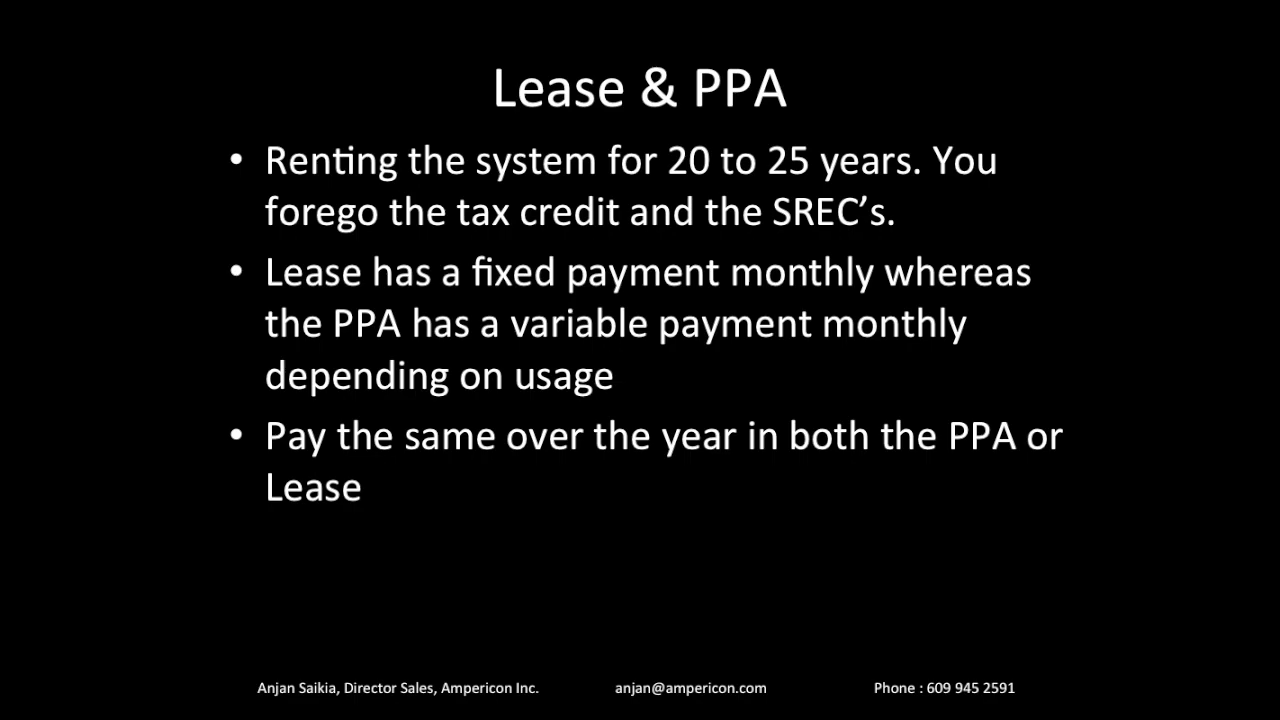 Lease & PPA
• Renting the system for 20 to 25 years. You
forego the tax credit and the SREC’s.
• Lease has a fixed payment monthly whereas
the PPA has a variable payment monthly
depending on usage
• Pay the same over the year in both the PPA or
Lease
Anjan Saikia, Director Sales, Ampericon Inc. anjan@ampericon.com Phone : 609 945 2591